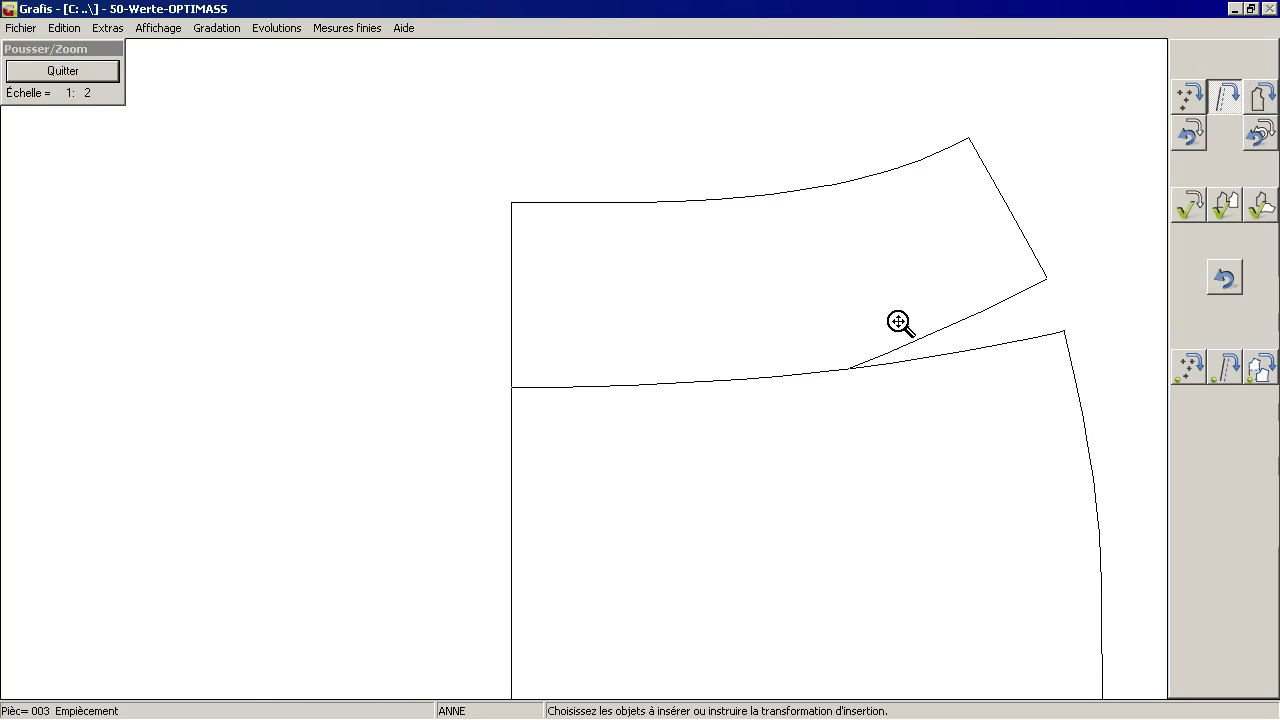 Grafis - [C: ..\] - 50-Werte-OPTIMASS
Fichier Edition Extras Affichage Gradation Evolutions Mesures finies Aide
Pousser/Zoom
Quitter
Échelle = 1: 2
Pièc= 003 Empiècement ANNE Choisissez les objets à insérer ou instruire la transformation d'insertion.